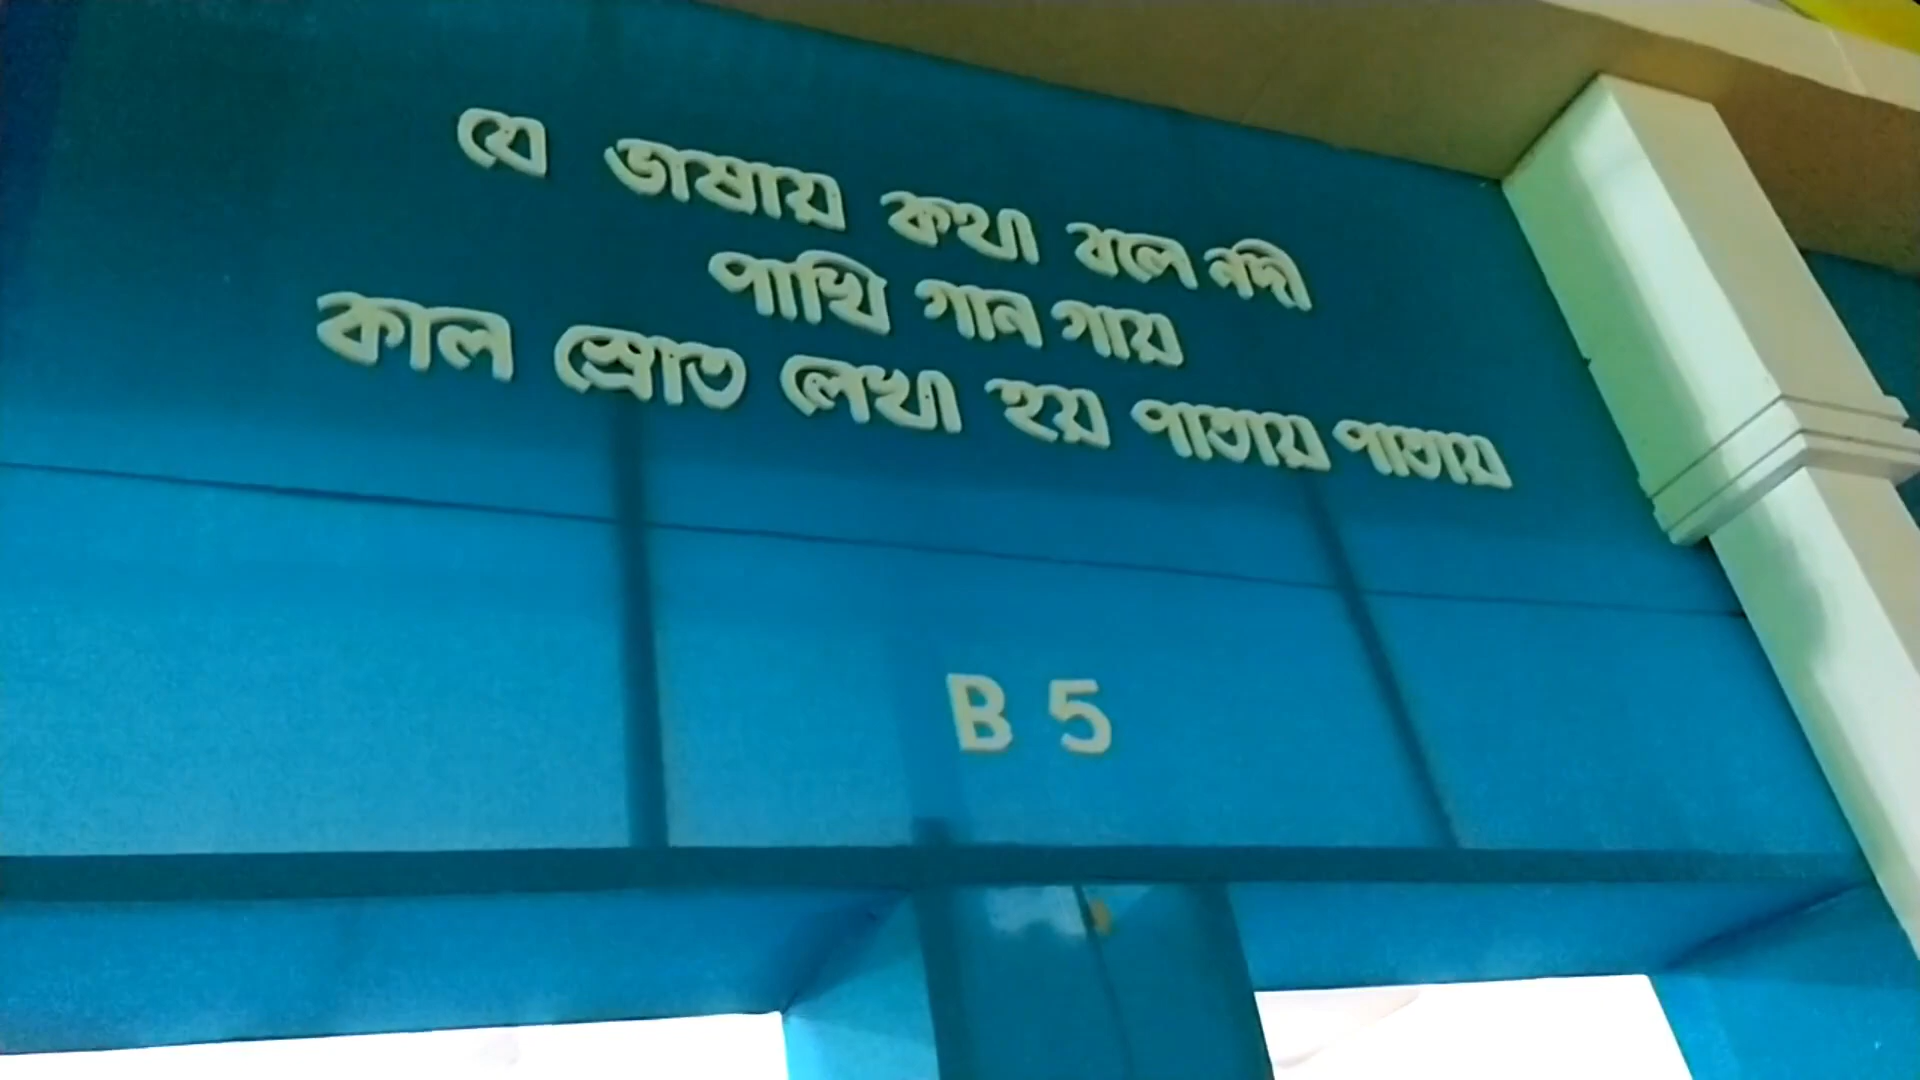 যে ভাষায় কথা বলে নদী
পাখি গান গায়
কাল স্রোত লেখা হয় পাতায় পাতায়
B 5